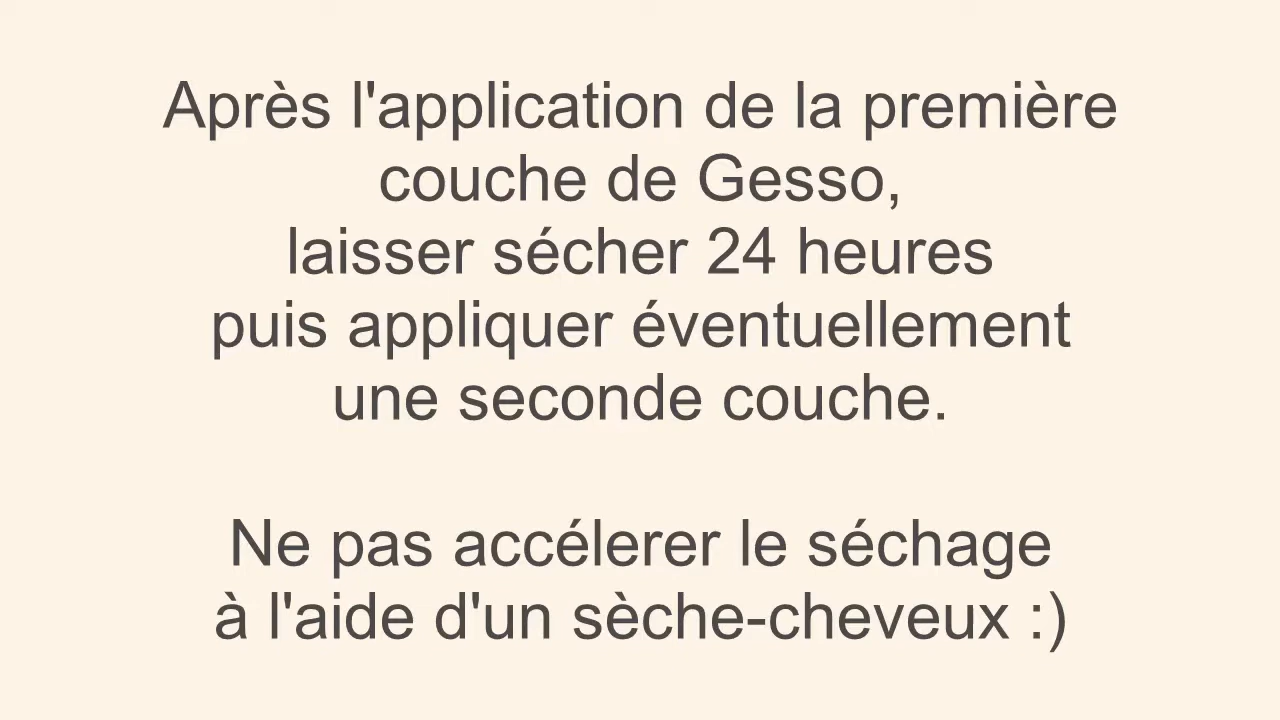 Après l'application de la première
couche de Gesso,
laisser sécher 24 heures
puis appliquer éventuellement
une seconde couche.
Ne pas accélerer le séchage
à l'aide d'un sèche-cheveux :)